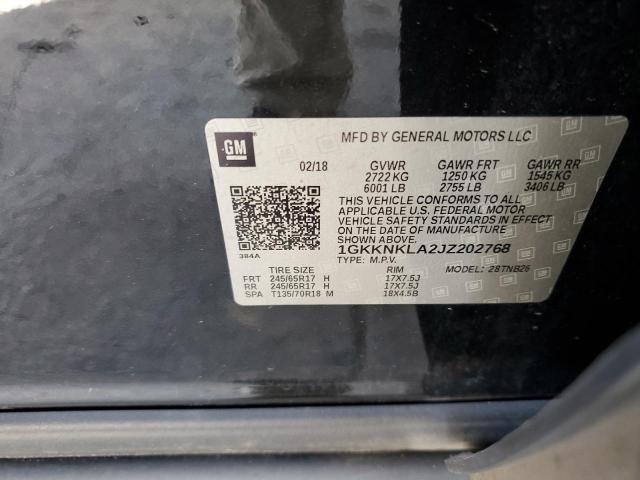 GM
MFD BY GENERAL MOTORS LLC
02/18 GVWR GAWR FRT GAWR RR
2722 KG 1250 KG 1545 KG
6001 LB 2755 LB 3406 LB
THIS VEHICLE CONFORMS TO ALL
APPLICABLE U.S. FEDERAL MOTOR
VEHICLE SAFETY STANDARDS IN EFFECT
ON THE DATE OF MANUFACTURE
SHOWN ABOVE.
1GKKNKLA2JZ202768
384A
TYPE: M.P.V. MODEL: 28TNB26
TIRE SIZE RIM
FRT 245/65R17 H 17X7.5J
RR 245/65R17 H 17X7.5J
SPA T135/70R18 M 18X4.5B